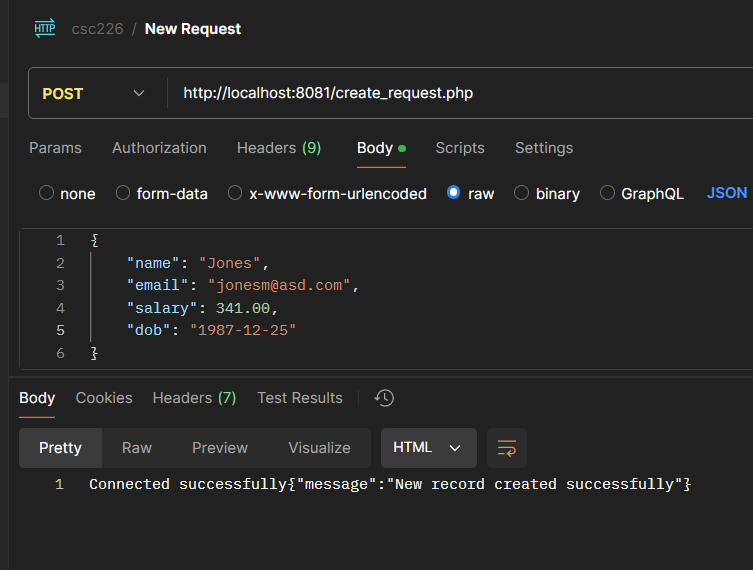 HTTP csc226 / New Request
POST http://localhost:8081/create_request.php
Params Authorization Headers (9) Body Scripts Settings
none form-data x-www-form-urlencoded raw binary GraphQL JSON
1 {
2 "name": "Jones",
3 "email": "jonesm@asd.com",
4 "salary": 341.00,
5 "dob": "1987-12-25"
6 }
Body Cookies Headers (7) Test Results
Pretty Raw Preview Visualize HTML
1 Connected successfully{"message":"New record created successfully"}